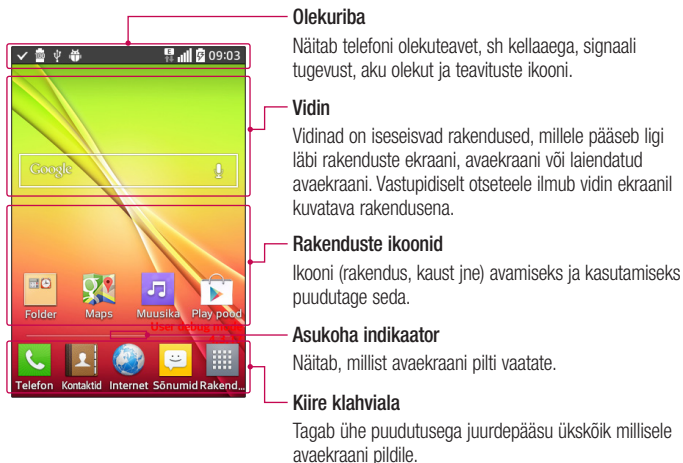 Olekuriba
Näitab telefoni olekuteavet, sh kellaaega, signaali
tugevust, aku olekut ja teavituste ikooni.
09:03
Vidin
Vidinad on iseseisvad rakendused, millele pääseb ligi
läbi rakenduste ekraani, avaekraani või laiendatud
avaekraani. Vastupidiselt otseteele ilmub vidin ekraanil
kuvatava rakendusena.
Google
Rakenduste ikoonid
Ikooni (rakendus, kaust jne) avamiseks ja kasutamiseks
puudutage seda.
Folder Maps Muusika Play pood
User debug mode
Asukoha indikaator
Näitab, millist avaekraani pilti vaatate.
Telefon Kontaktid Internet Sõnumid Rakend...
Kiire klahviala
Tagab ühe puudutusega juurdepääsu ükskõik millisele
avaekraani pildile.